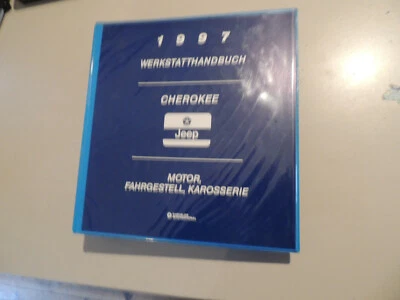 1997
WERKSTATTHANDBUCH
CHEROKEE
Jeep
MOTOR,
FAHRGESTELL, KAROSSERIE